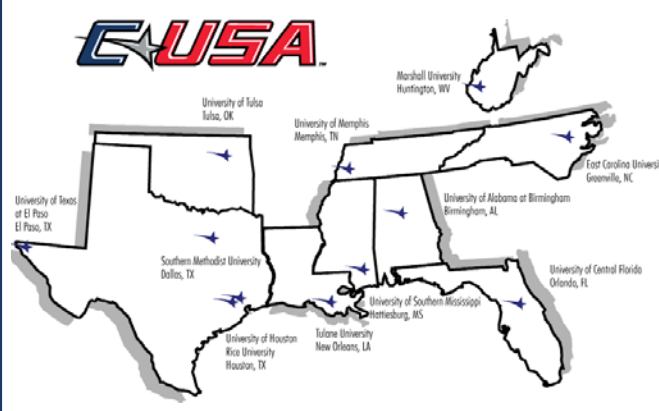 C USA
TM
Marshall University
Huntington, WV
University of Tulsa
Tulsa, OK
University of Memphis
Memphis, TN
East Carolina Universi
Greenville, NC
University of Texas
at El Paso
El Paso, TX
University of Alabama at Birmingham
Birmingham, AL
Southern Methodist University
Dallas, TX
University of Central Florida
Orlando, FL
University of Southern Mississippi
Hattiesburg, MS
University of Houston
Rice University
Houston, TX
Tulane University
New Orleans, LA